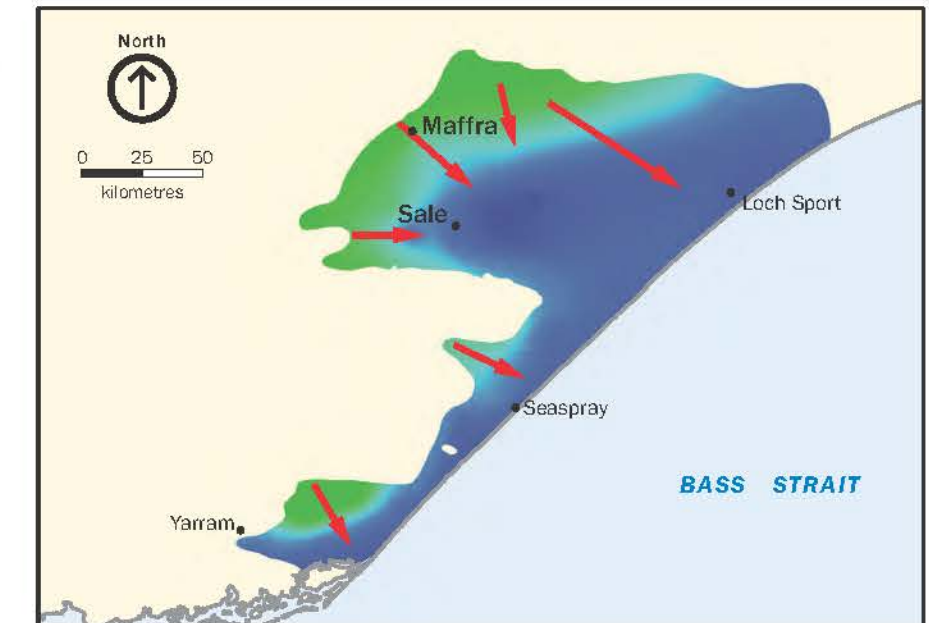 North
0 25 50
kilometres
Maffra
Sale
Loch Sport
Seaspray
BASS STRAIT
Yarram